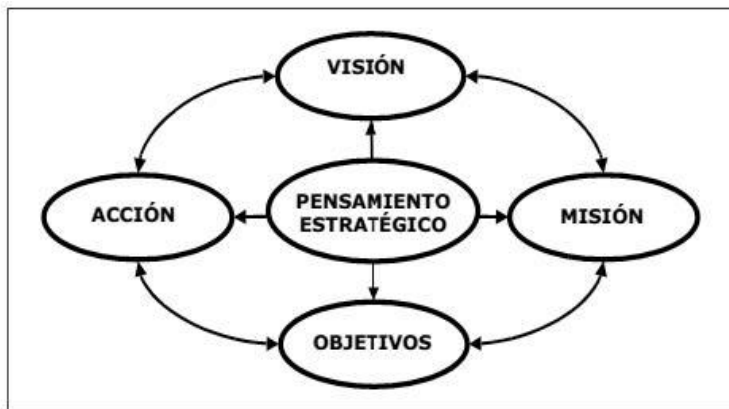 VISIÓN
ACCIÓN
PENSAMIENTO
ESTRATÉGICO
MISIÓN
OBJETIVOS